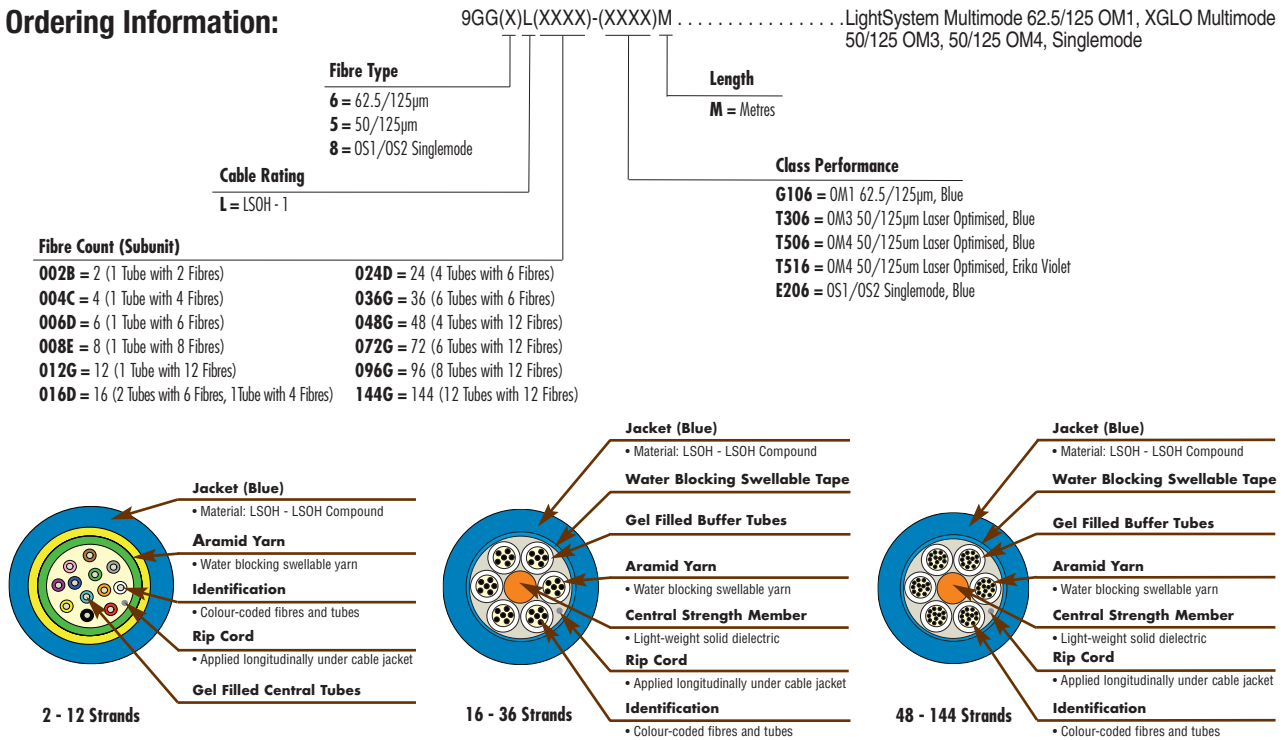 Ordering Information:
9GG(X)L(XXXX)-(XXXX)M . . . . . . . . . . . . . . . . .LightSystem Multimode 62.5/125 OM1, XGLO Multimode
50/125 OM3, 50/125 OM4, Singlemode
Fibre Type
6 = 62.5/125µm
5 = 50/125µm
8 = OS1/OS2 Singlemode
Length
M = Metres
Cable Rating
L = LSOH - 1
Class Performance
G106 = OM1 62.5/125µm, Blue
T306 = OM3 50/125µm Laser Optimised, Blue
T506 = OM4 50/125um Laser Optimised, Blue
T516 = OM4 50/125um Laser Optimised, Erika Violet
E206 = OS1/OS2 Singlemode, Blue
Fibre Count (Subunit)
002B = 2 (1 Tube with 2 Fibres)
004C = 4 (1 Tube with 4 Fibres)
006D = 6 (1 Tube with 6 Fibres)
008E = 8 (1 Tube with 8 Fibres)
012G = 12 (1 Tube with 12 Fibres)
016D = 16 (2 Tubes with 6 Fibres, 1Tube with 4 Fibres)
024D = 24 (4 Tubes with 6 Fibres)
036G = 36 (6 Tubes with 6 Fibres)
048G = 48 (4 Tubes with 12 Fibres)
072G = 72 (6 Tubes with 12 Fibres)
096G = 96 (8 Tubes with 12 Fibres)
144G = 144 (12 Tubes with 12 Fibres)
Jacket (Blue)
• Material: LSOH - LSOH Compound
Aramid Yarn
• Water blocking swellable yarn
Identification
• Colour-coded fibres and tubes
Rip Cord
• Applied longitudinally under cable jacket
Gel Filled Central Tubes
2 - 12 Strands
Jacket (Blue)
• Material: LSOH - LSOH Compound
Water Blocking Swellable Tape
Gel Filled Buffer Tubes
Aramid Yarn
• Water blocking swellable yarn
Central Strength Member
• Light-weight solid dielectric
Rip Cord
• Applied longitudinally under cable jacket
Identification
• Colour-coded fibres and tubes
16 - 36 Strands
Jacket (Blue)
• Material: LSOH - LSOH Compound
Water Blocking Swellable Tape
Gel Filled Buffer Tubes
Aramid Yarn
• Water blocking swellable yarn
Central Strength Member
• Light-weight solid dielectric
Rip Cord
• Applied longitudinally under cable jacket
Identification
• Colour-coded fibres and tubes
48 - 144 Strands